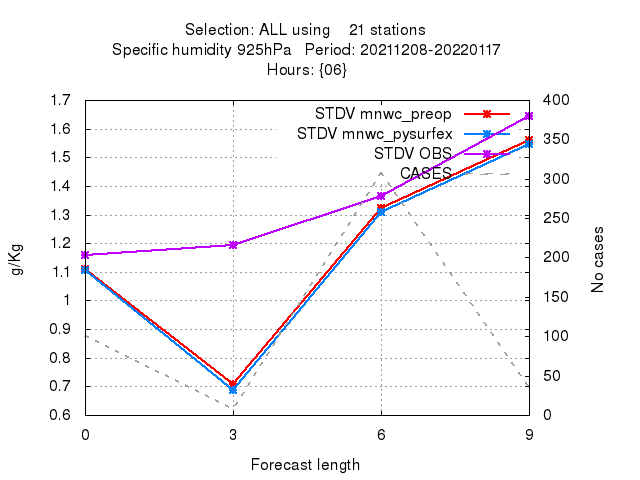 Selection: ALL using    21 stations
Specific humidity 925hPa   Period: 20211208-20220117
Hours: {06}
1.7
1.6
1.5
1.4
1.3
1.2
1.1
1
0.9
0.8
0.7
0.6
g/Kg
STDV mnwc_preop
STDV mnwc_pysurfex
STDV OBS
CASES
400
350
300
250
200
150
100
50
0
No cases
0 3 6 9
Forecast length